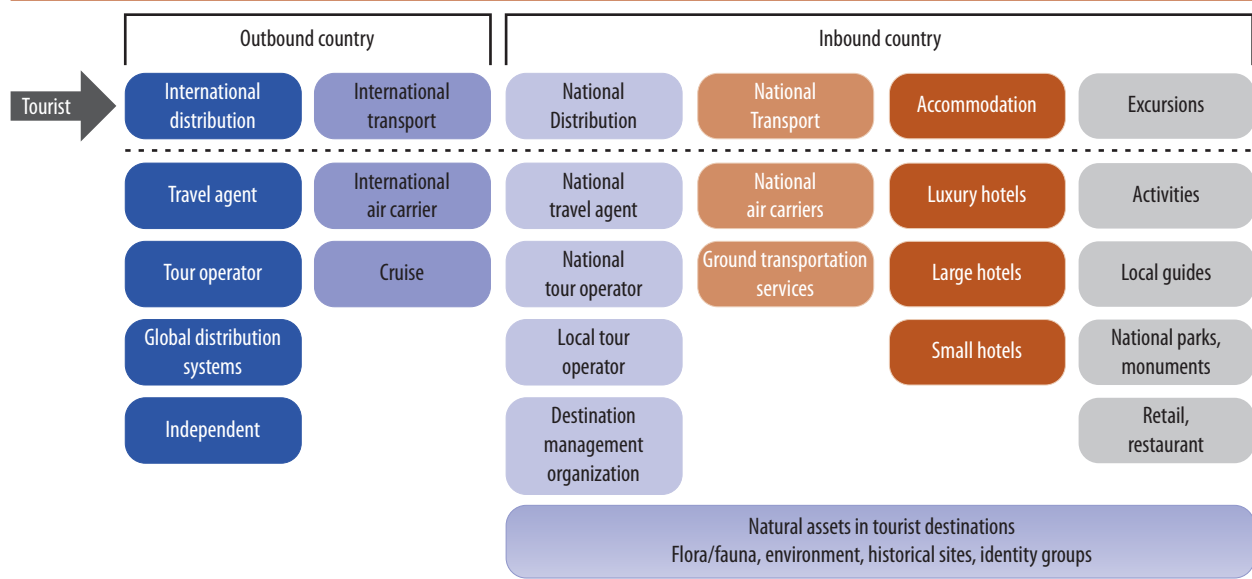 Outbound country
Inbound country
Tourist
International
distribution
International
transport
National
Distribution
National
Transport
Accommodation
Excursions
Travel agent
International
air carrier
National
travel agent
National
air carriers
Luxury hotels
Activities
Tour operator
Cruise
National
tour operator
Ground transportation
services
Large hotels
Local guides
Global distribution
systems
Local tour
operator
Small hotels
National parks,
monuments
Independent
Destination
management
organization
Retail,
restaurant
Natural assets in tourist destinations
Flora/fauna, environment, historical sites, identity groups